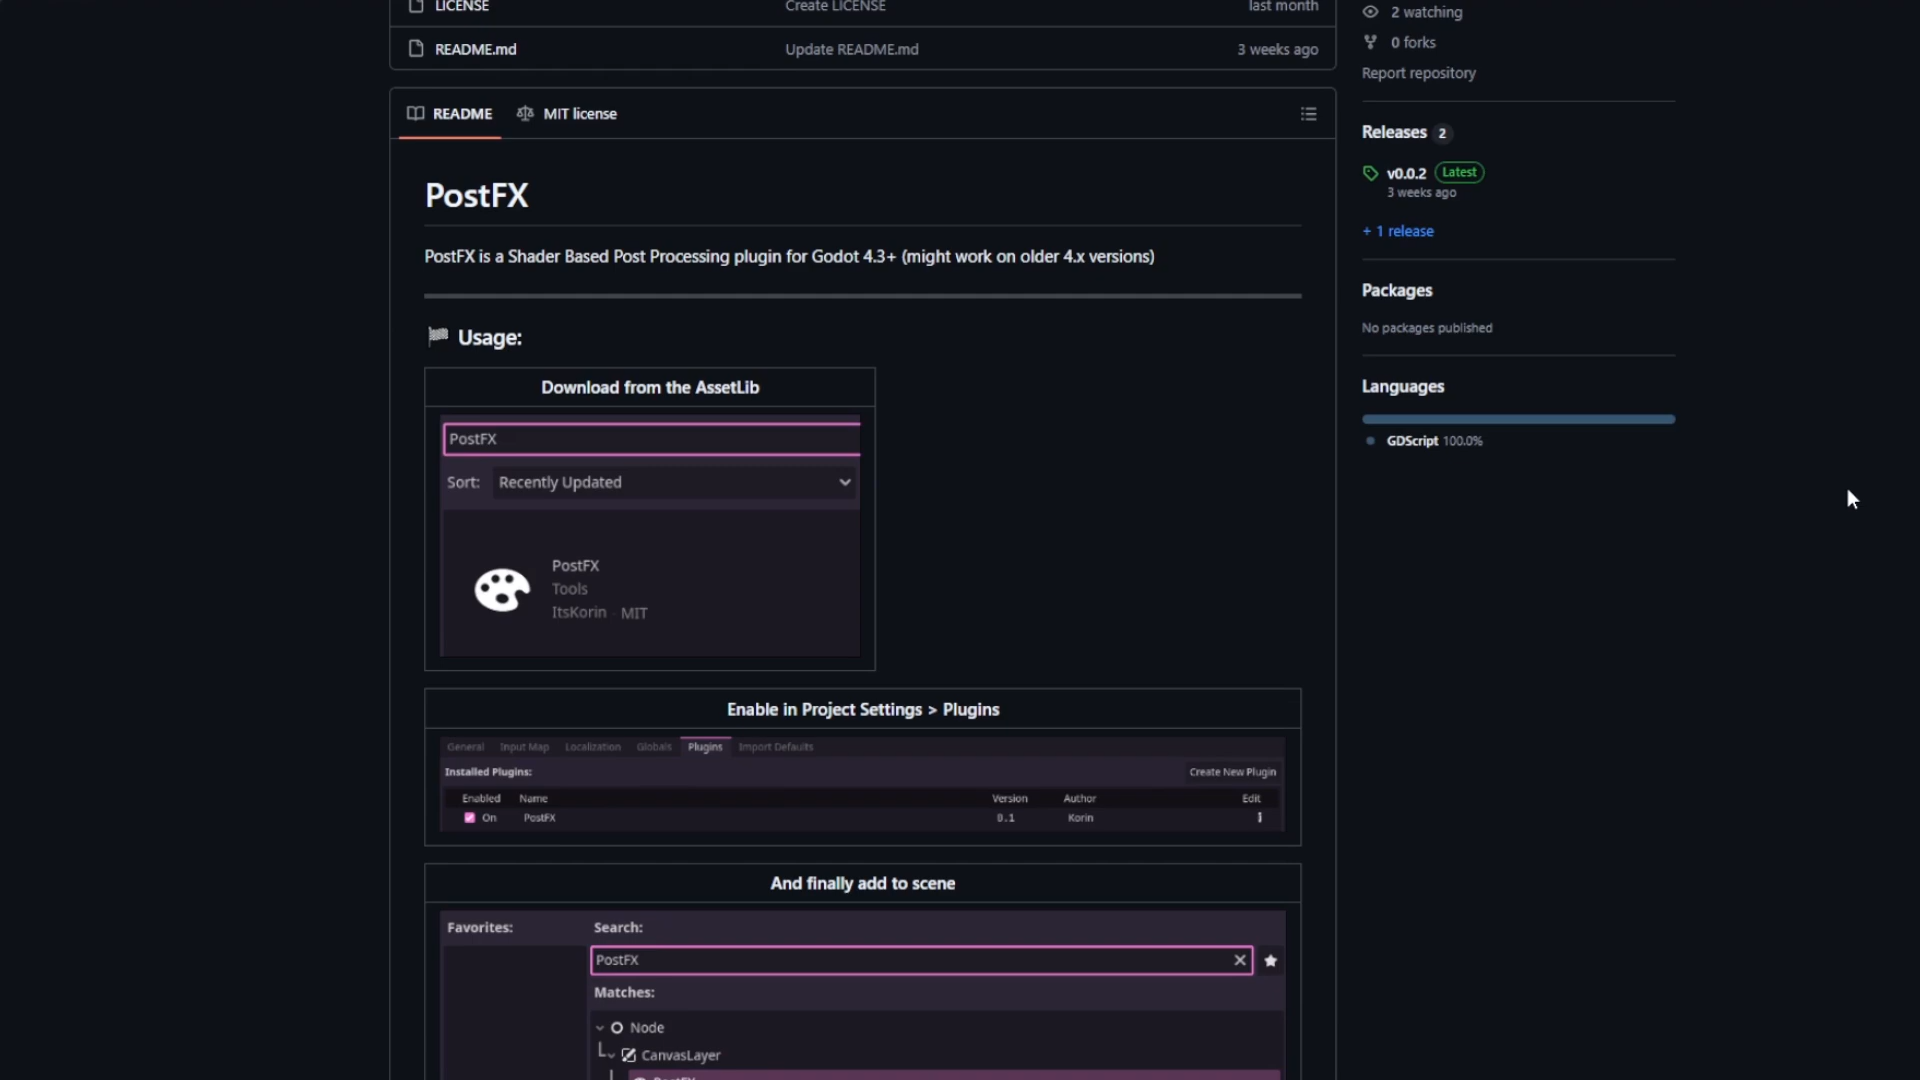 LICENSE Create LICENSE last month
README.md Update README.md 3 weeks ago
README MIT license
PostFX
PostFX is a Shader Based Post Processing plugin for Godot 4.3+ (might work on older 4.x versions)
Usage:
Download from the AssetLib
PostFX
Sort: Recently Updated
PostFX
Tools
ItsKorin · MIT
Enable in Project Settings > Plugins
General Input Map Localization Globals Plugins Import Defaults
Installed Plugins: Create New Plugin
Enabled Name Version Author Edit
On PostFX 0.1 Korin
And finally add to scene
Favorites: Search:
PostFX
Matches:
Node
CanvasLayer
PostFX
2 watching
0 forks
Report repository
Releases 2
v0.0.2 Latest
3 weeks ago
+ 1 release
Packages
No packages published
Languages
GDScript 100.0%